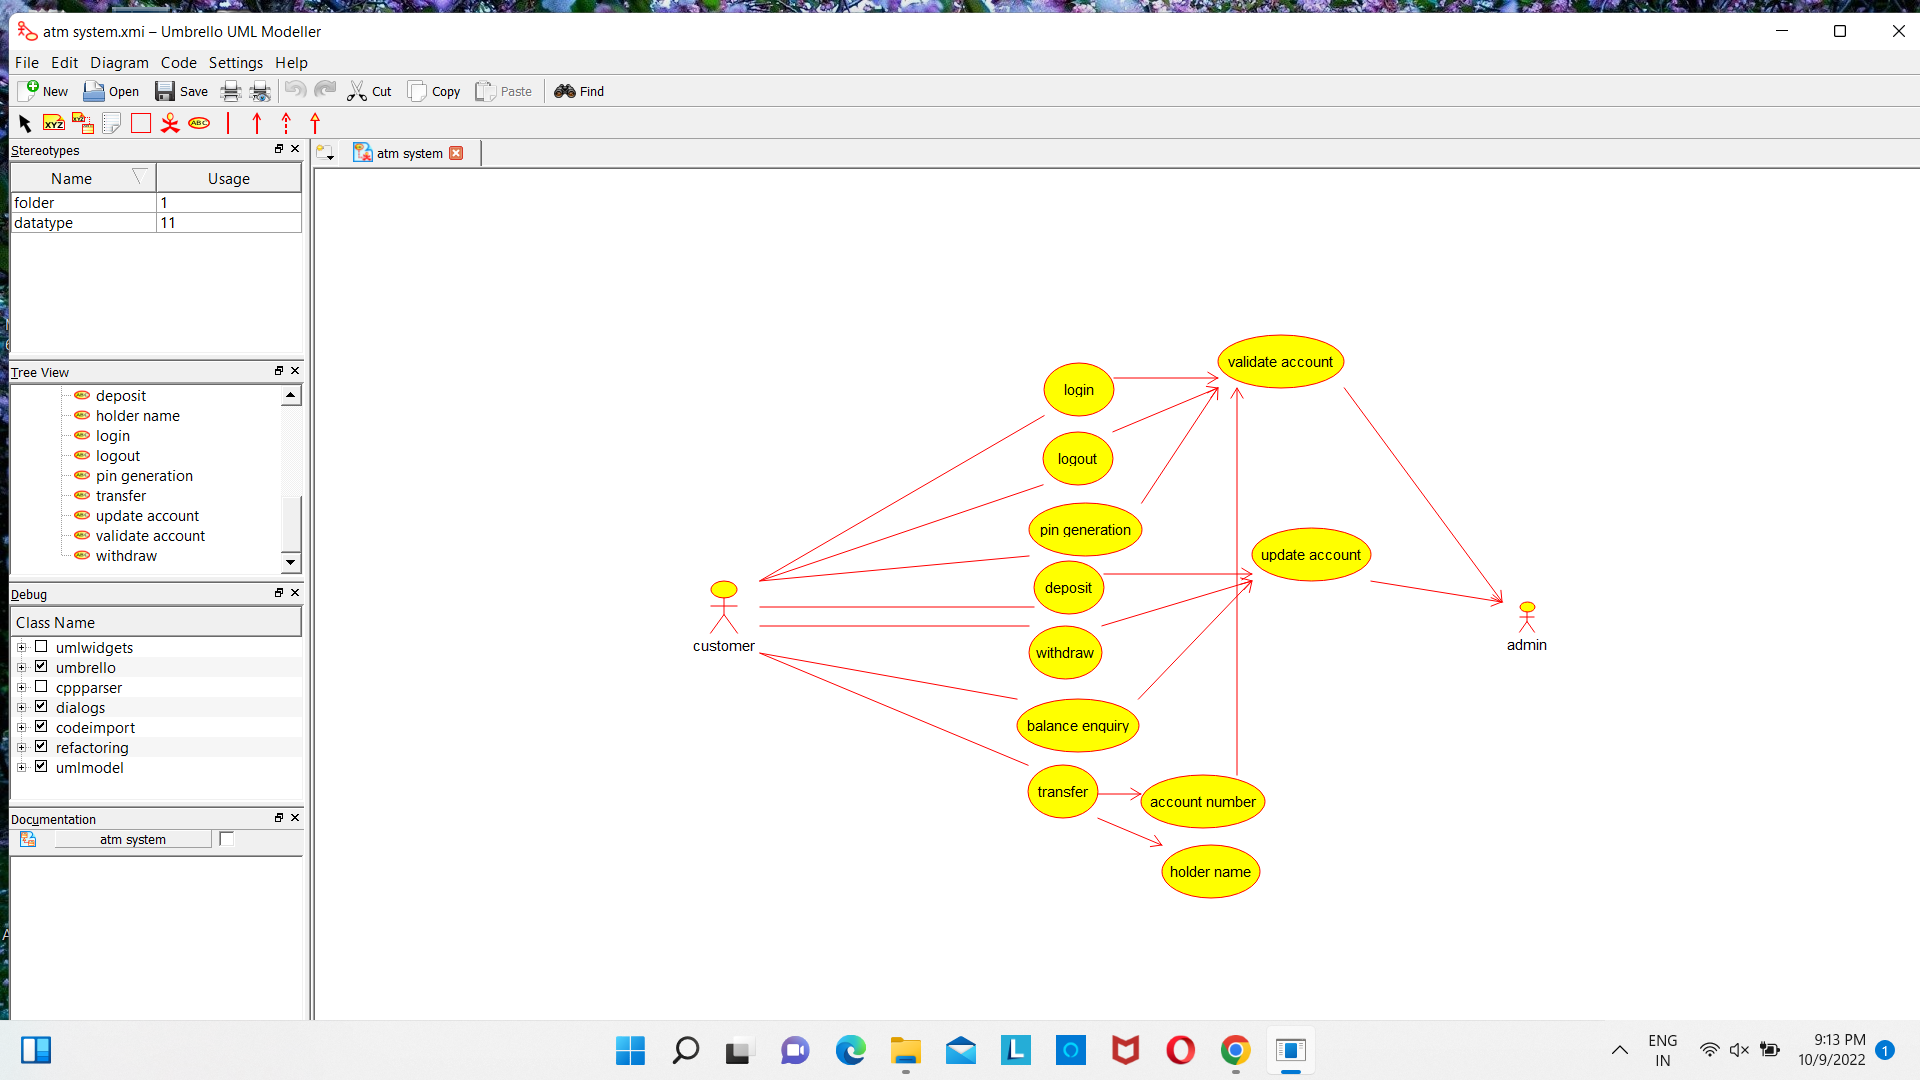 atm system.xmi – Umbrello UML Modeller
File Edit Diagram Code Settings Help
New Open Save Cut Copy Paste Find
XYZ XYZ ABC
Stereotypes
atm system
Name Usage
folder 1
datatype 11
Tree View
deposit
holder name
login
logout
pin generation
transfer
update account
validate account
withdraw
Debug
Class Name
umlwidgets
umbrello
cppparser
dialogs
codeimport
refactoring
umlmodel
Documentation
atm system
validate account
login
logout
pin generation
update account
deposit
customer
withdraw
admin
balance enquiry
transfer
account number
holder name
L
ENG
IN
9:13 PM
10/9/2022
1